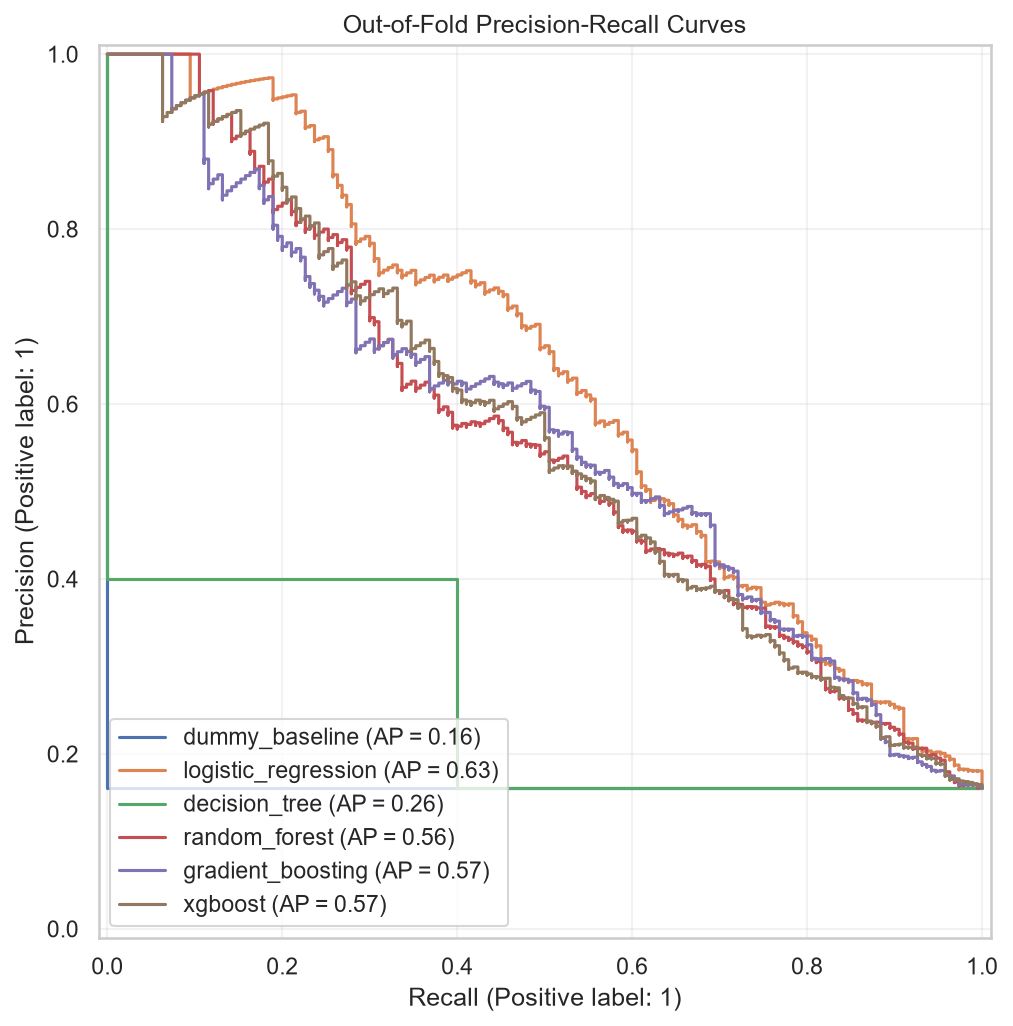 Out-of-Fold Precision-Recall Curves
1.0
0.8
0.6
0.4
0.2
0.0
Precision (Positive label: 1)
dummy_baseline (AP = 0.16)
logistic_regression (AP = 0.63)
decision_tree (AP = 0.26)
random_forest (AP = 0.56)
gradient_boosting (AP = 0.57)
xgboost (AP = 0.57)
0.0 0.2 0.4 0.6 0.8 1.0
Recall (Positive label: 1)